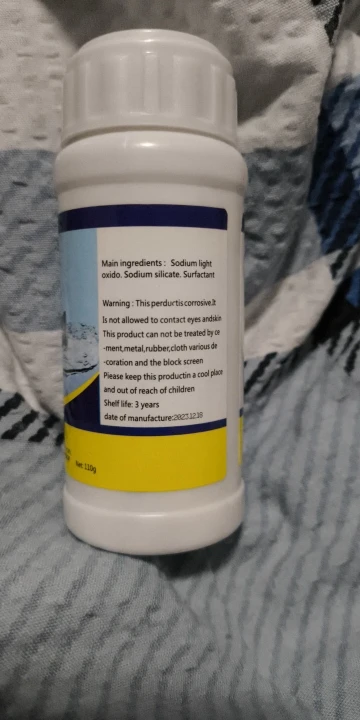 Main ingredients : Sodium light
oxido. Sodium silicate. Surfactant
Warning : This perductis corrosive.It
Is not allowed to contact eyes andskin
This product can not be treated by ce
-ment,metal,rubber,cloth various de
-coration and the block screen
Please keep this productin a cool place
and out of reach of children
Shelf life: 3 years
date of manufacture:20231218
Net: 110g